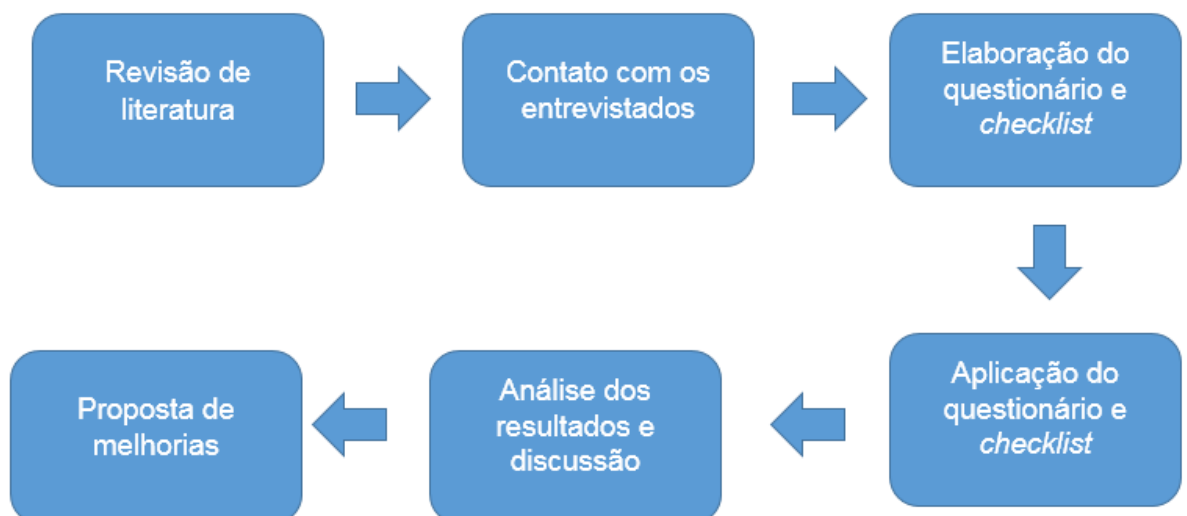 Revisão de
literatura
Contato com os
entrevistados
Elaboração do
questionário e
checklist
Aplicação do
questionário e
checklist
Análise dos
resultados e
discussão
Proposta de
melhorias